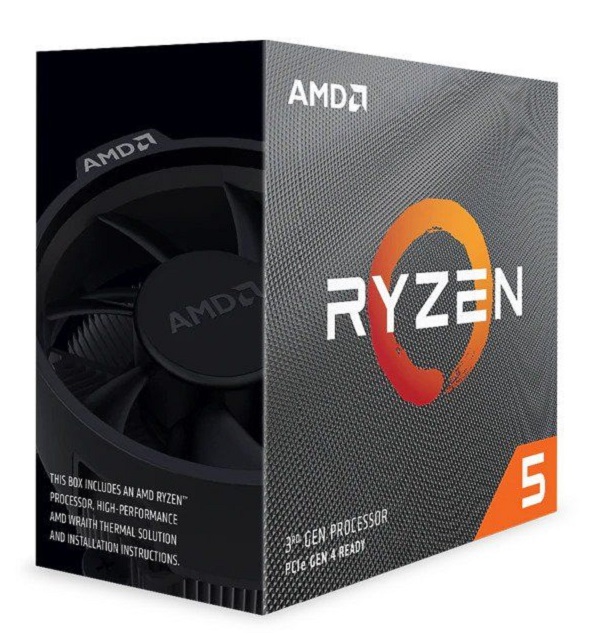 AMD
AMD
THIS BOX INCLUDES AN AMD RYZEN™
PROCESSOR, HIGH-PERFORMANCE
AMD WRAITH THERMAL SOLUTION
AND INSTALLATION INSTRUCTIONS.
AMD
RYZEN
5
3RD GEN PROCESSOR
PCIe GEN 4 READY